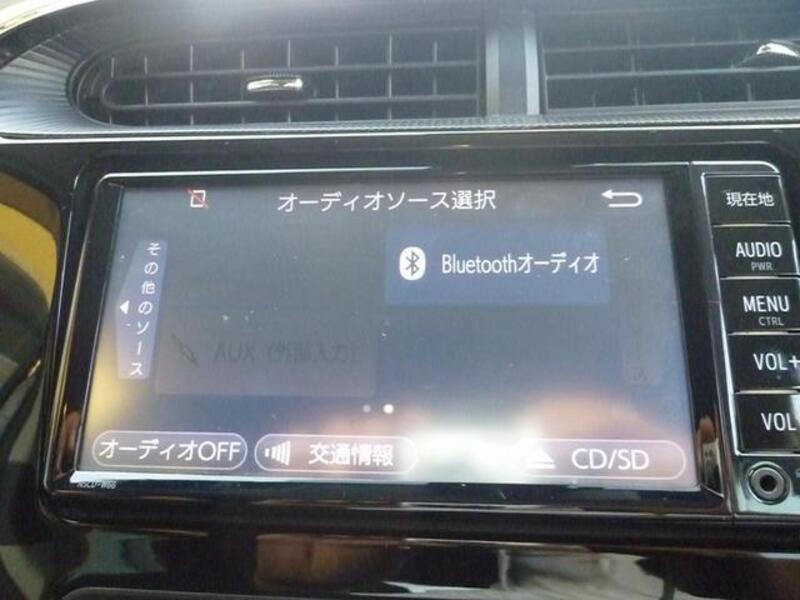 オーディオソース選択
その他のソース
Bluetoothオーディオ
AUX (外部入力)
オーディオOFF
交通情報
CD/SD
NSCD-W66
現在地
AUDIO
PWR
MENU
CTRL
VOL+
VOL